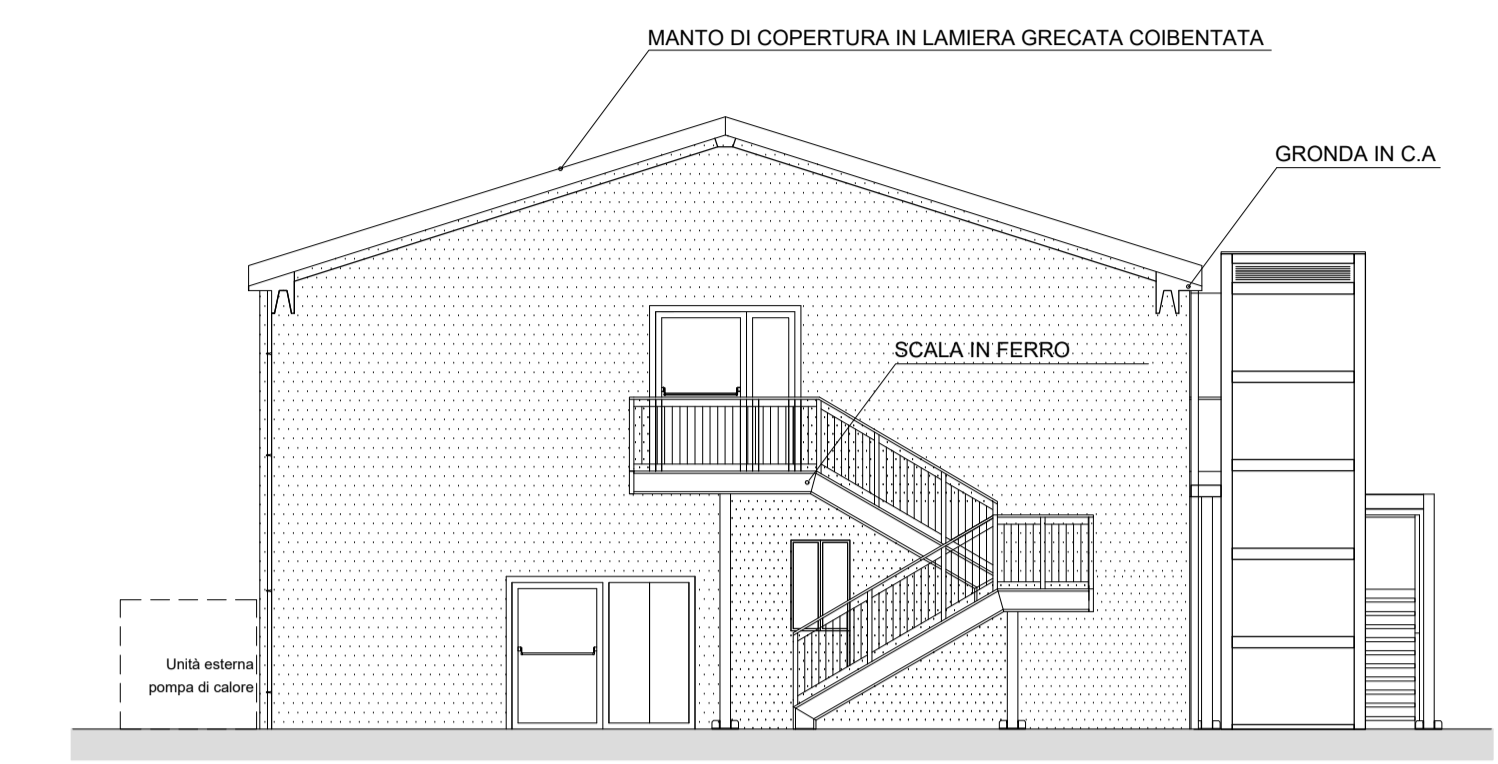 MANTO DI COPERTURA IN LAMIERA GRECATA COIBENTATA
GRONDA IN C.A
SCALA IN FERRO
Unità esterna
pompa di calore